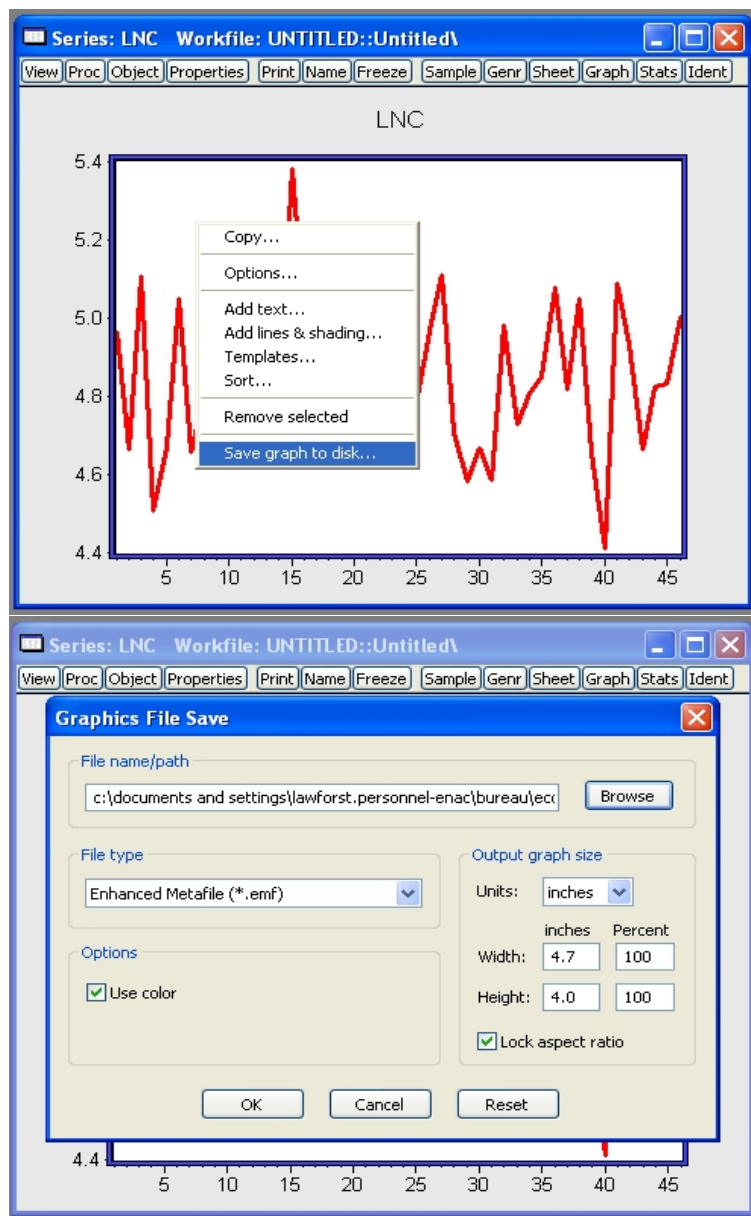 Series: LNC Workfile: UNTITLED::Untitled\
View Proc Object Properties Print Name Freeze Sample Genr Sheet Graph Stats Ident
LNC
5.4
5.2
5.0
4.8
4.6
4.4
Copy...
Options...
Add text...
Add lines & shading...
Templates...
Sort...
Remove selected
Save graph to disk...
5 10 15 20 25 30 35 40 45
Series: LNC Workfile: UNTITLED::Untitled\
View Proc Object Properties Print Name Freeze Sample Genr Sheet Graph Stats Ident
Graphics File Save
File name/path
c:\documents and settings\lawforst.personnel-enac\bureau\ecc
Browse
File type
Enhanced Metafile (*.emf)
Options
Use color
Output graph size
Units: inches
inches Percent
Width: 4.7 100
Height: 4.0 100
Lock aspect ratio
OK Cancel Reset
4.4
5 10 15 20 25 30 35 40 45